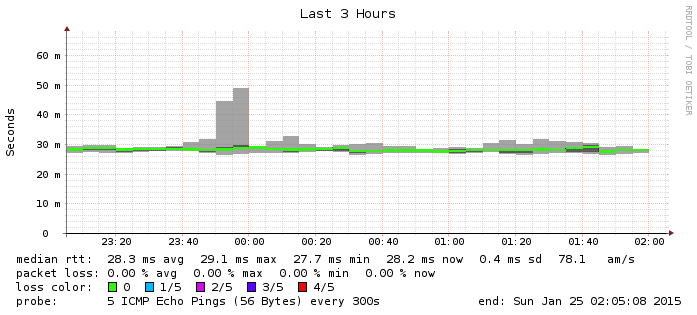 Last 3 Hours
RRDTOOL / TOBI OETIKER
Seconds
60 m
50 m
40 m
30 m
20 m
10 m
0
23:20 23:40 00:00 00:20 00:40 01:00 01:20 01:40 02:00
median rtt: 28.3 ms avg 29.1 ms max 27.7 ms min 28.2 ms now 0.4 ms sd 78.1 am/s
packet loss: 0.00 % avg 0.00 % max 0.00 % min 0.00 % now
loss color: 0 1/5 2/5 3/5 4/5
probe: 5 ICMP Echo Pings (56 Bytes) every 300s end: Sun Jan 25 02:05:08 2015